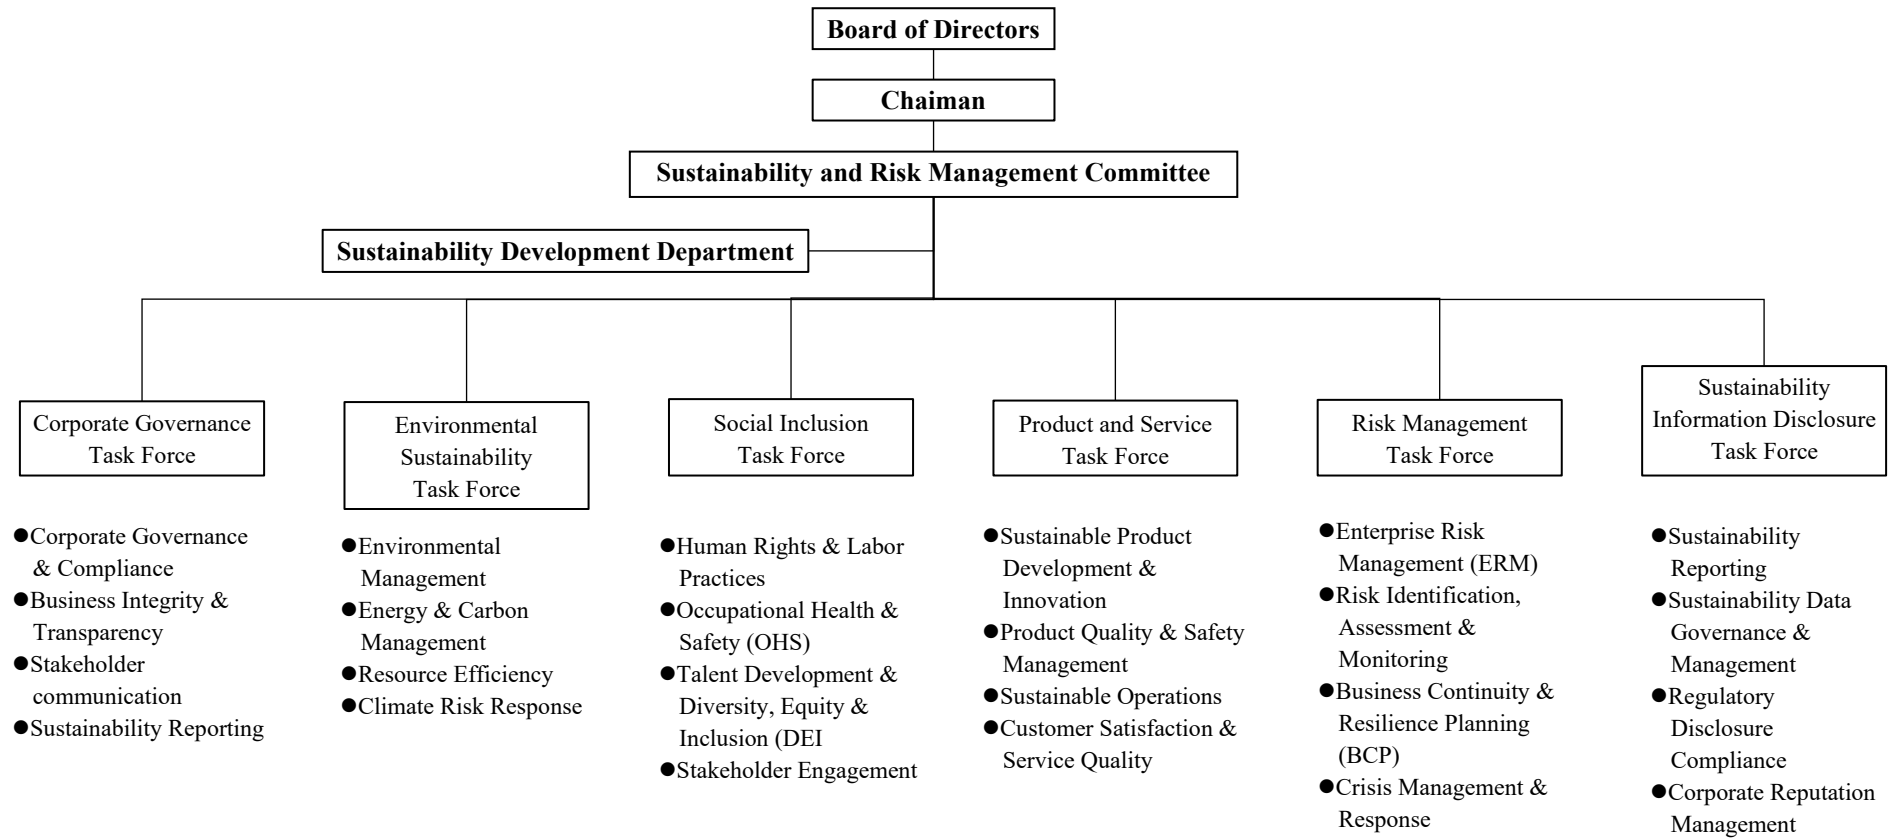 Board of Directors
Chaiman
Sustainability and Risk Management Committee
Sustainability Development Department
Corporate Governance
Task Force
●Corporate Governance
& Compliance
●Business Integrity &
Transparency
●Stakeholder
communication
●Sustainability Reporting
Environmental
Sustainability
Task Force
●Environmental
Management
●Energy & Carbon
Management
●Resource Efficiency
●Climate Risk Response
Social Inclusion
Task Force
●Human Rights & Labor
Practices
●Occupational Health &
Safety (OHS)
●Talent Development &
Diversity, Equity &
Inclusion (DEI
●Stakeholder Engagement
Product and Service
Task Force
●Sustainable Product
Development &
Innovation
●Product Quality & Safety
Management
●Sustainable Operations
●Customer Satisfaction &
Service Quality
Risk Management
Task Force
●Enterprise Risk
Management (ERM)
●Risk Identification,
Assessment &
Monitoring
●Business Continuity &
Resilience Planning
(BCP)
●Crisis Management &
Response
Sustainability
Information Disclosure
Task Force
●Sustainability
Reporting
●Sustainability Data
Governance &
Management
●Regulatory
Disclosure
Compliance
●Corporate Reputation
Management